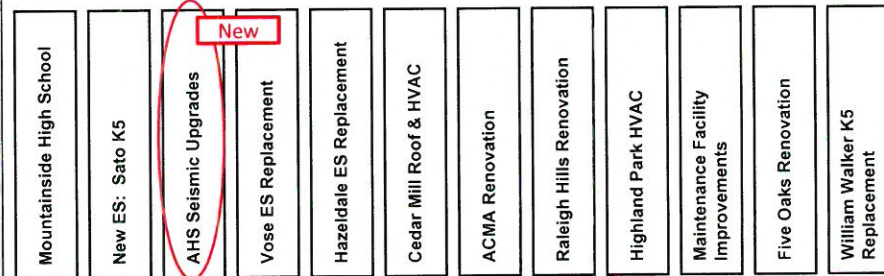 Mountainside High School
New ES: Sato K5
AHS Seismic Upgrades
New
Vose ES Replacement
Hazeldale ES Replacement
Cedar Mill Roof & HVAC
ACMA Renovation
Raleigh Hills Renovation
Highland Park HVAC
Maintenance Facility
Improvements
Five Oaks Renovation
William Walker K5
Replacement